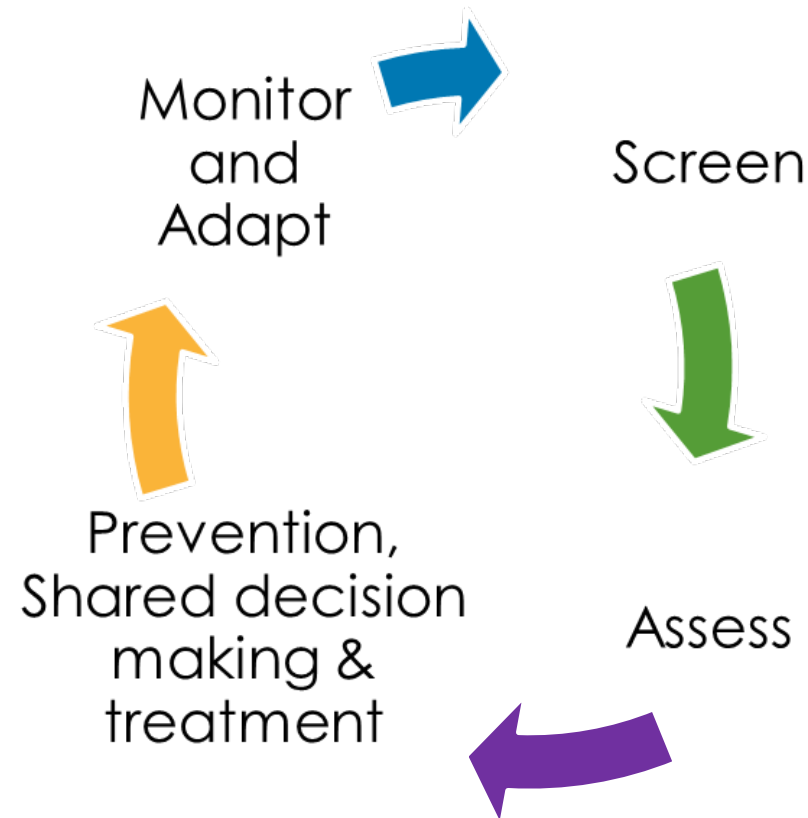 Monitor
and
Adapt
Screen
Assess
Prevention,
Shared decision
making &
treatment